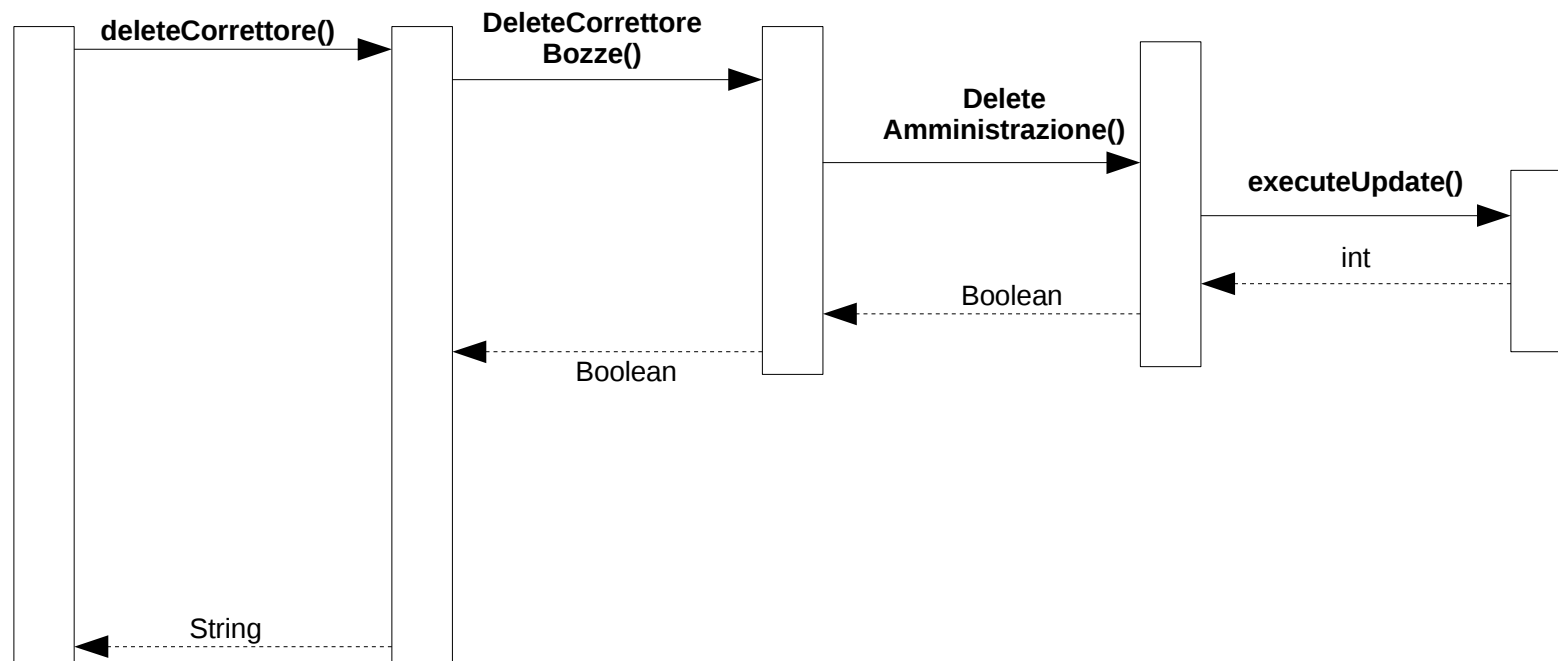 deleteCorrettore()
DeleteCorrettore
Bozze()
Delete
Amministrazione()
executeUpdate()
int
Boolean
Boolean
String